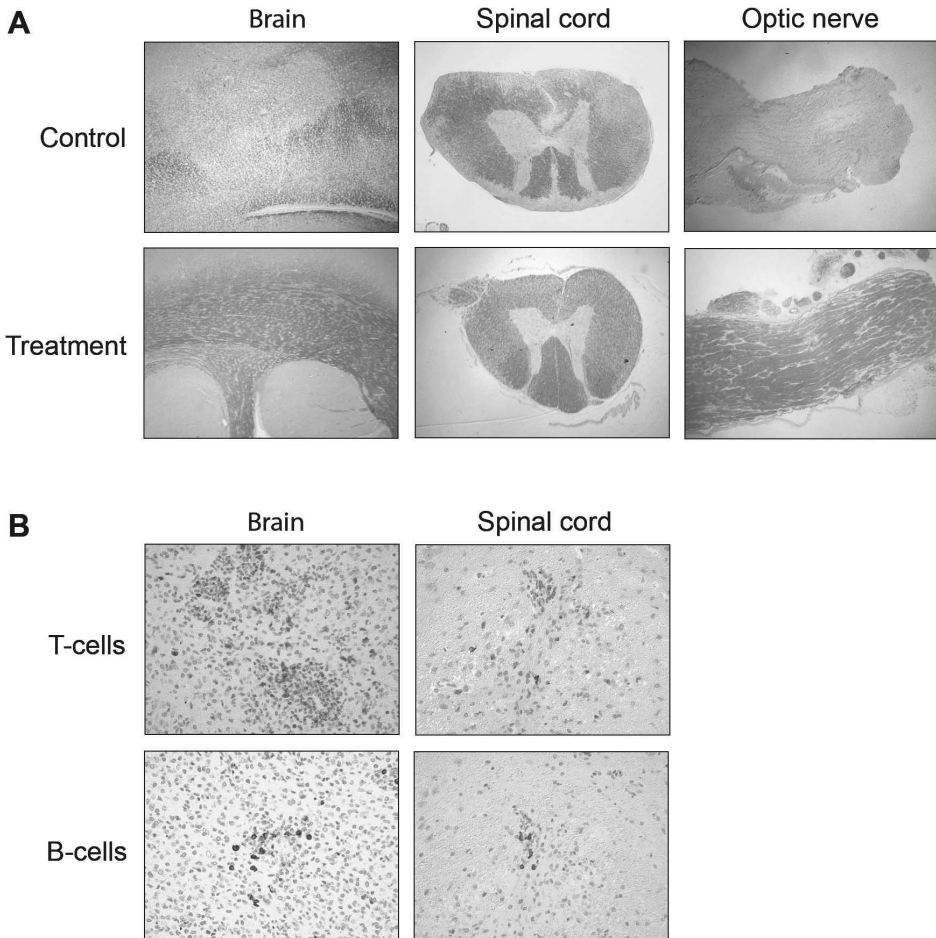 A
Brain Spinal cord Optic nerve
Control
Treatment
B
Brain Spinal cord
T-cells
B-cells